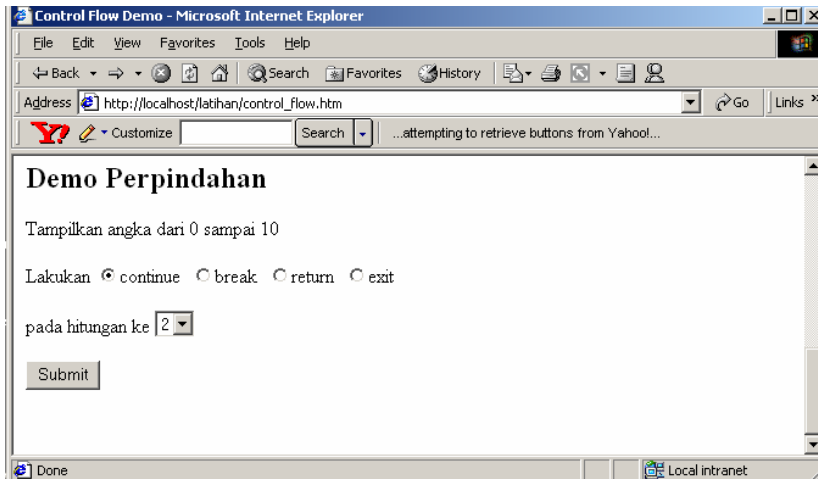 Control Flow Demo - Microsoft Internet Explorer
File Edit View Favorites Tools Help
Back Search Favorites History
Address http://localhost/latihan/control_flow.htm Go Links »
Y! Customize Search ...attempting to retrieve buttons from Yahoo!...
Demo Perpindahan
Tampilkan angka dari 0 sampai 10
Lakukan continue break return exit
pada hitungan ke 2
Submit
Done Local intranet